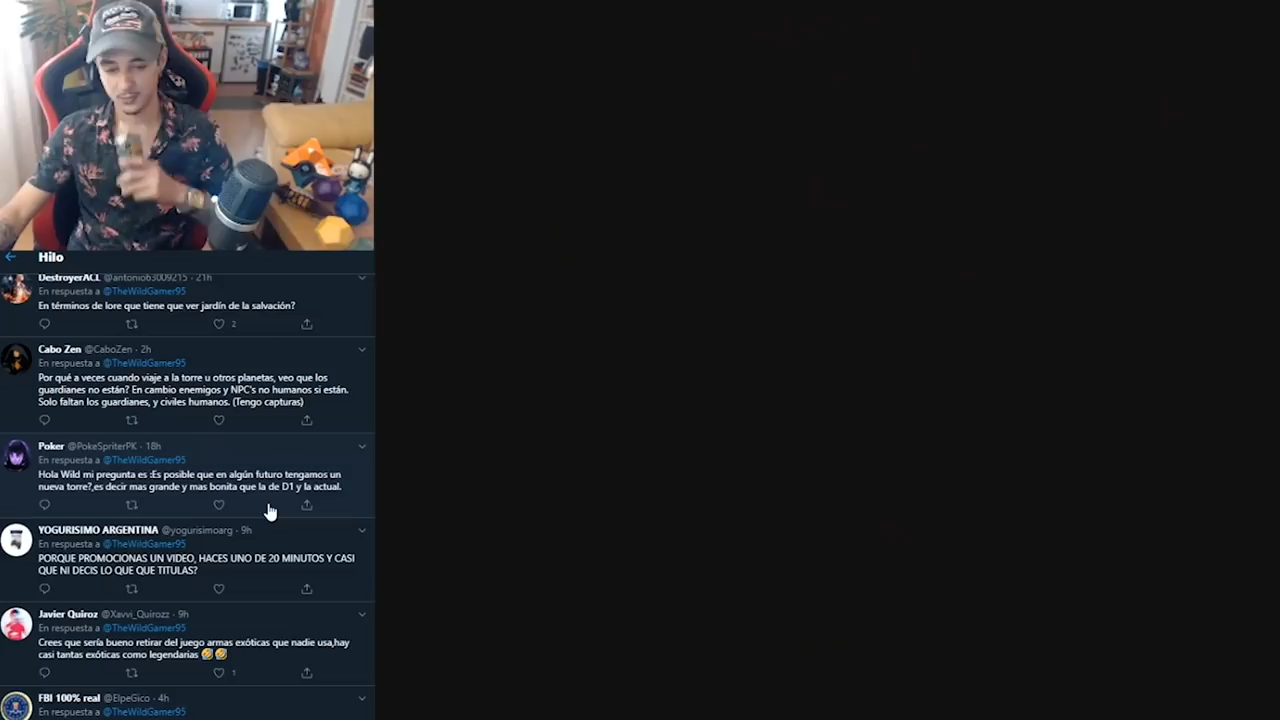 Hilo
DestroyerACL @antonio63009215 · 21h
En respuesta a @TheWildGamer95
En términos de lore que tiene que ver jardín de la salvación?
2
Cabo Zen @CaboZen · 2h
En respuesta a @TheWildGamer95
Por qué a veces cuando viaje a la torre u otros planetas, veo que los
guardianes no están? En cambio enemigos y NPC's no humanos si están.
Solo faltan los guardianes, y civiles humanos. (Tengo capturas)
Poker @PokeSpriterPK · 18h
En respuesta a @TheWildGamer95
Hola Wild mi pregunta es :Es posible que en algún futuro tengamos un
nueva torre?,es decir mas grande y mas bonita que la de D1 y la actual.
YOGURISIMO ARGENTINA @yogurisimoarg · 9h
En respuesta a @TheWildGamer95
PORQUE PROMOCIONAS UN VIDEO, HACES UNO DE 20 MINUTOS Y CASI
QUE NI DECIS LO QUE QUE TITULAS?
Javier Quiroz @Xavvi_Quirozz · 9h
En respuesta a @TheWildGamer95
Crees que sería bueno retirar del juego armas exóticas que nadie usa,hay
casi tantas exóticas como legendarias 🤣🤣
1
FBI 100% real @ElpeGico · 4h
En respuesta a @TheWildGamer95